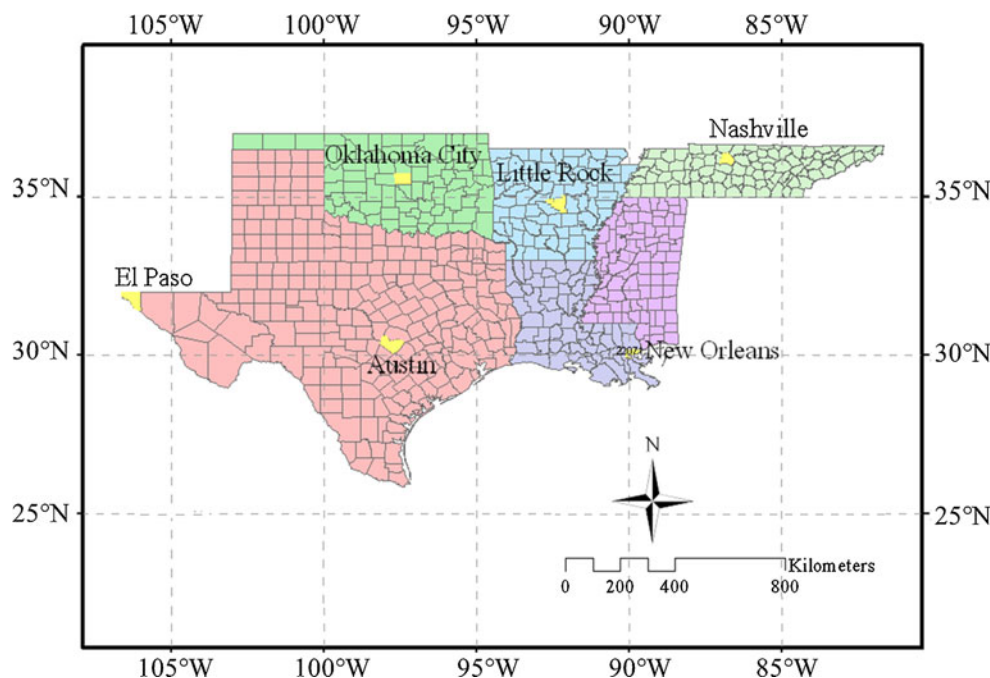 105°W 100°W 95°W 90°W 85°W
Nashville
Oklahoma City
Little Rock
35°N 35°N
El Paso
30°N New Orleans 30°N
Austin
N
25°N 25°N
Kilometers
0 200 400 800
105°W 100°W 95°W 90°W 85°W